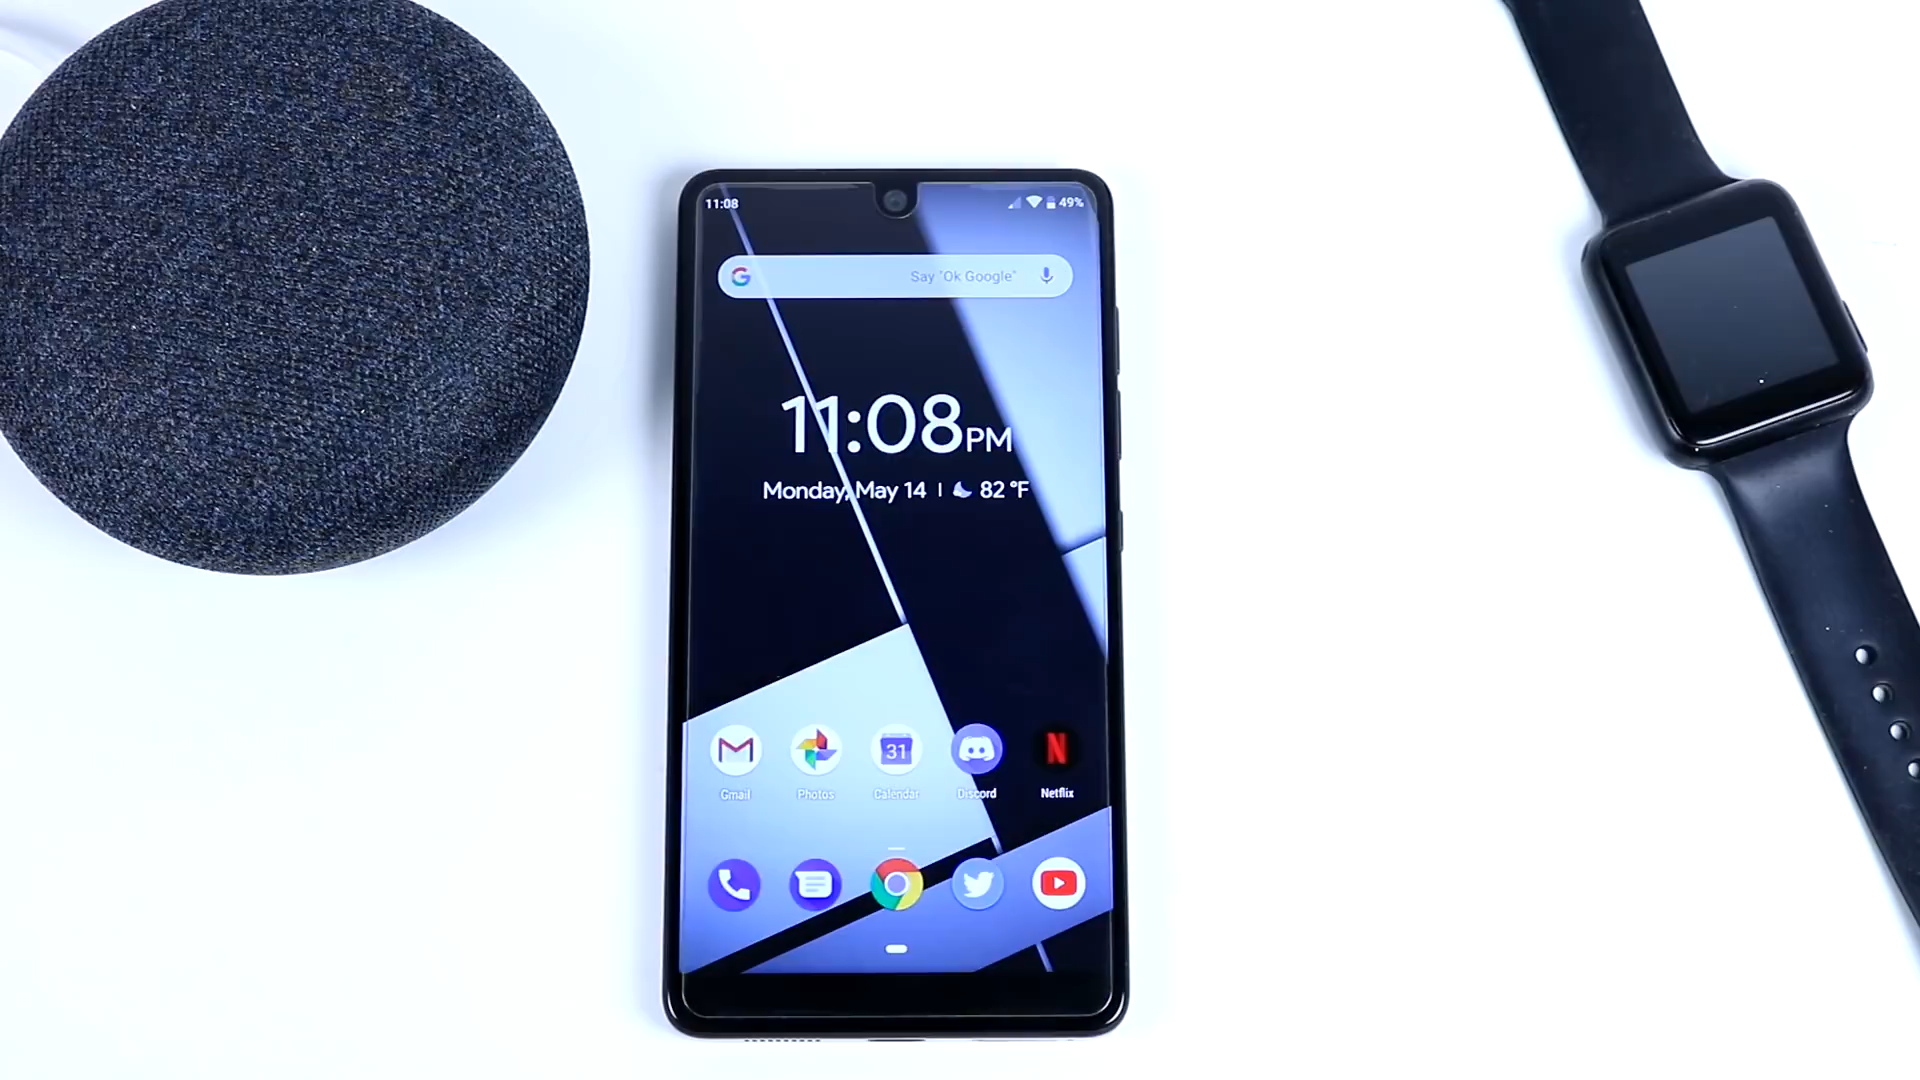 11:08 49%
G Say "Ok Google"
11:08PM
Monday, May 14 | 82 °F
31 N
Gmail Photos Calendar Discord Netflix